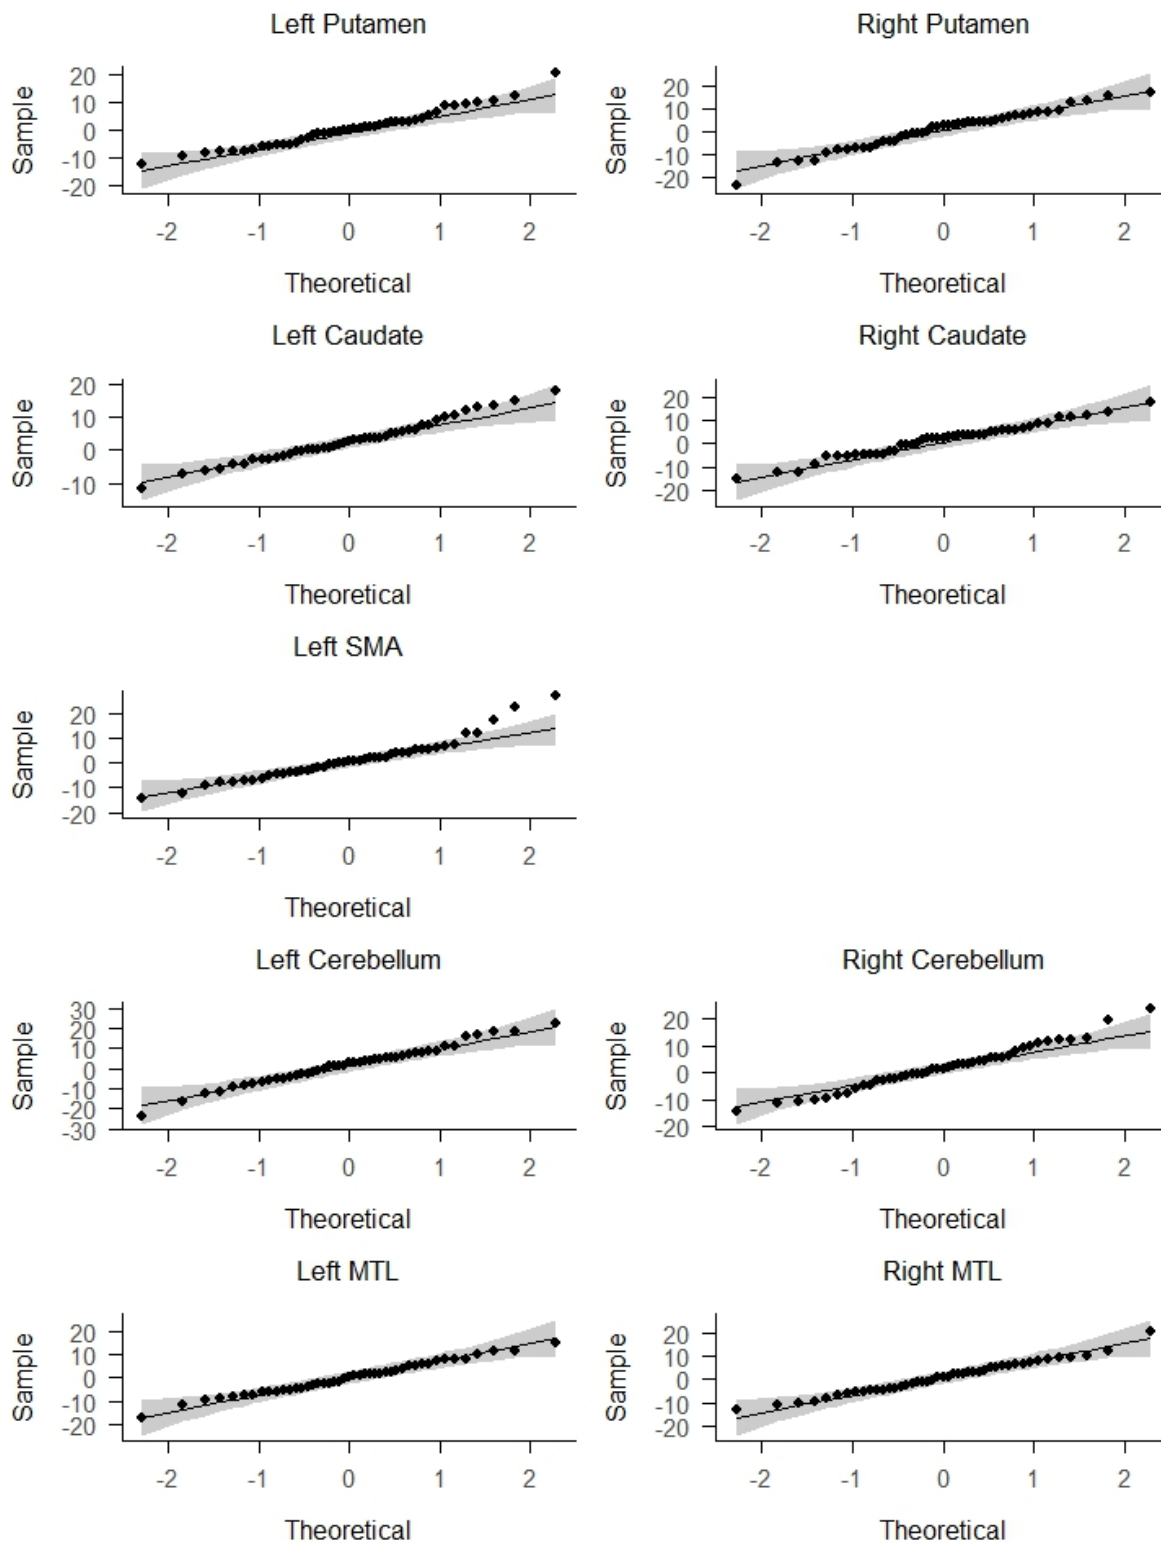 Left Putamen
Sample
20
10
0
-10
-20
-2 -1 0 1 2
Theoretical
Right Putamen
Sample
20
10
0
-10
-20
-2 -1 0 1 2
Theoretical
Left Caudate
Sample
20
10
0
-10
-2 -1 0 1 2
Theoretical
Right Caudate
Sample
20
10
0
-10
-20
-2 -1 0 1 2
Theoretical
Left SMA
Sample
20
10
0
-10
-20
-2 -1 0 1 2
Theoretical
Left Cerebellum
Sample
30
20
10
0
-10
-20
-30
-2 -1 0 1 2
Theoretical
Right Cerebellum
Sample
20
10
0
-10
-20
-2 -1 0 1 2
Theoretical
Left MTL
Sample
20
10
0
-10
-20
-2 -1 0 1 2
Theoretical
Right MTL
Sample
20
10
0
-10
-20
-2 -1 0 1 2
Theoretical